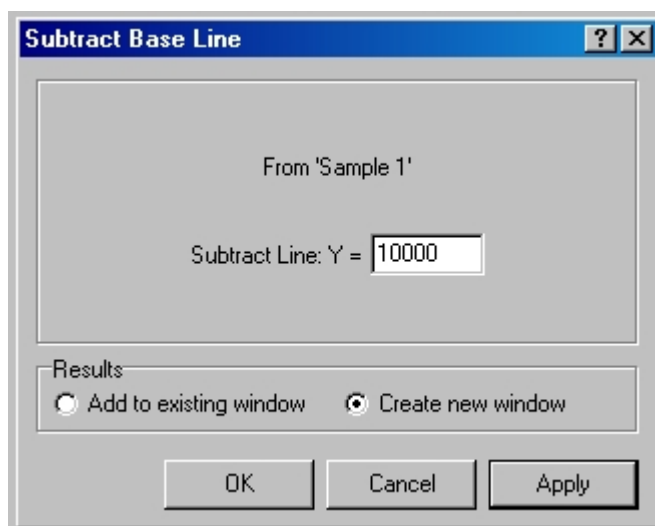 Subtract Base Line
From 'Sample 1'
Subtract Line: Y = 10000
Results
Add to existing window Create new window
OK Cancel Apply